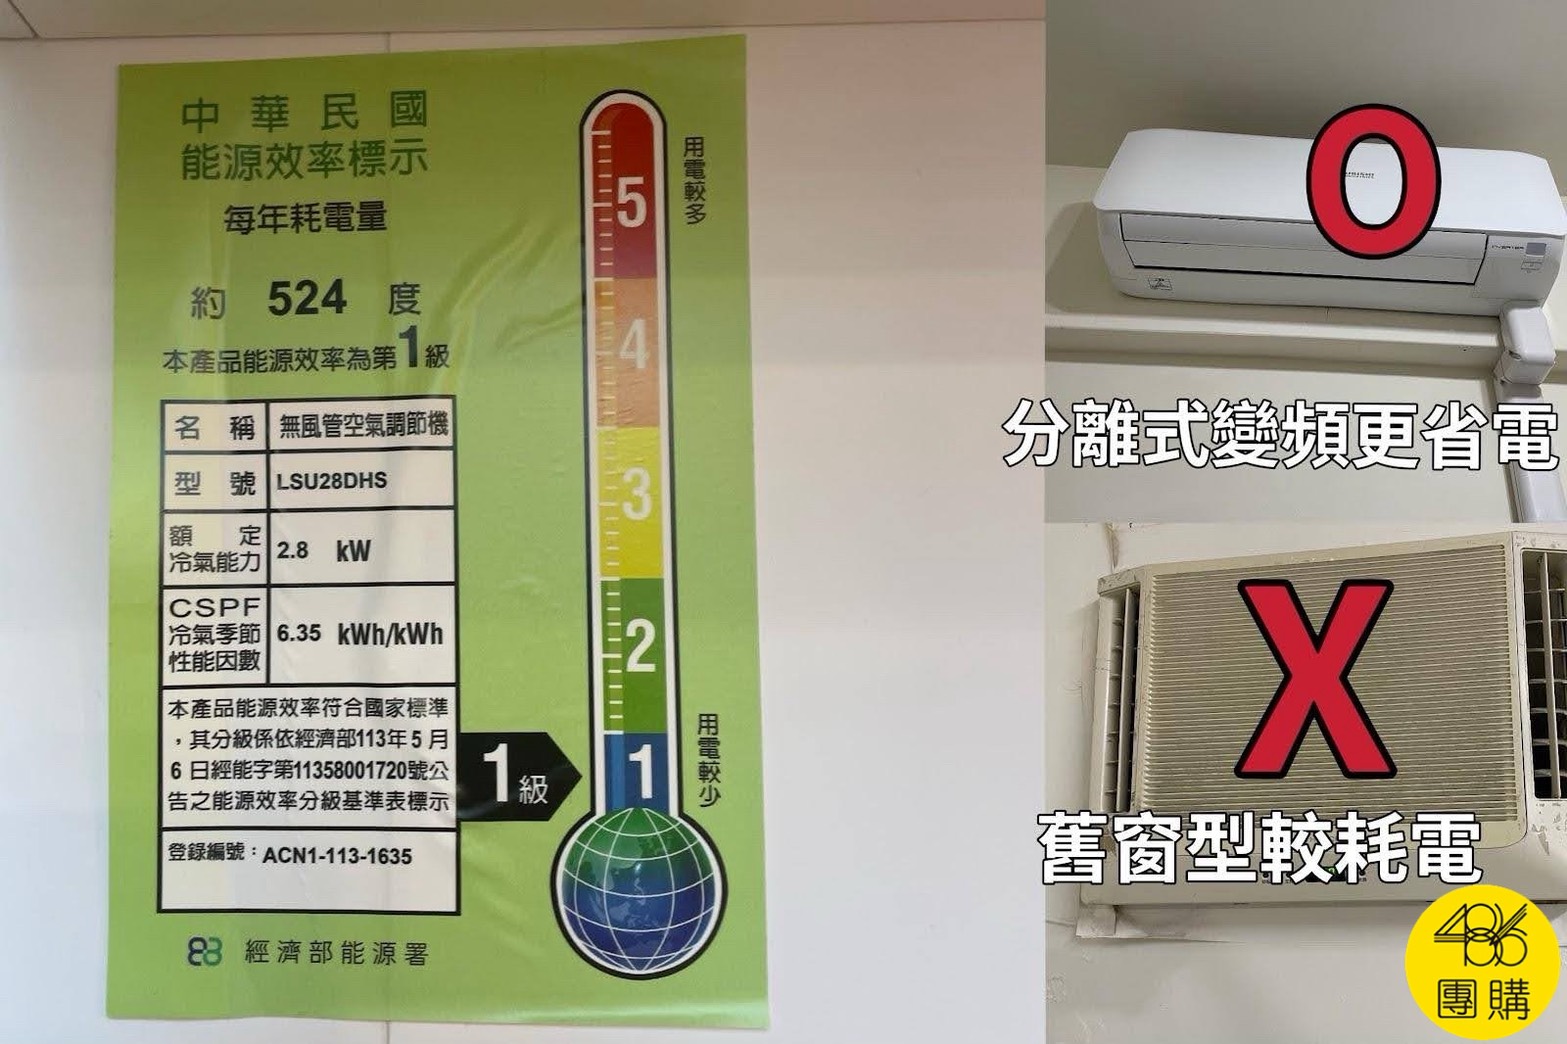 中華民國
能源效率標示
每年耗電量
約 524 度
本產品能源效率為第1級
名 稱 無風管空氣調節機
型 號 LSU28DHS
額 定
冷氣能力 2.8 kW
CSPF
冷氣季節
性能因數 6.35 kWh/kWh
本產品能源效率符合國家標準
，其分級係依經濟部113年5月
6日經能字第11358001720號公
告之能源效率分級基準表標示
登錄編號：ACN1-113-1635
經濟部能源署
1級
用電較多
5
4
3
2
1
用電較少
O
INVERTER
分離式變頻更省電
X
舊窗型較耗電
486
團購